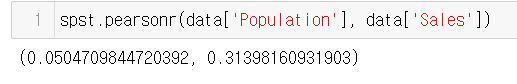 1 spst.pearsonr(data['Population'], data['Sales'])
(0.0504709844720392, 0.31398160931903)